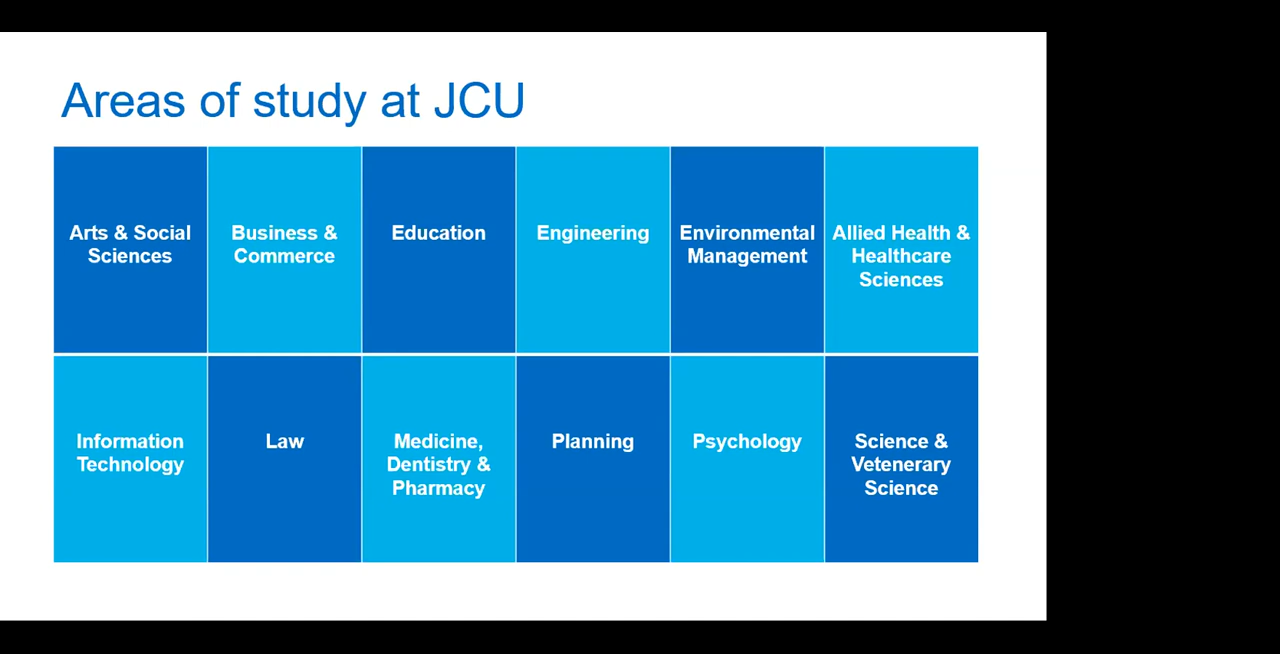 Areas of study at JCU
Arts & Social
Sciences
Business &
Commerce
Education
Engineering
Environmental
Management
Allied Health &
Healthcare
Sciences
Information
Technology
Law
Medicine,
Dentistry &
Pharmacy
Planning
Psychology
Science &
Vetenerary
Science